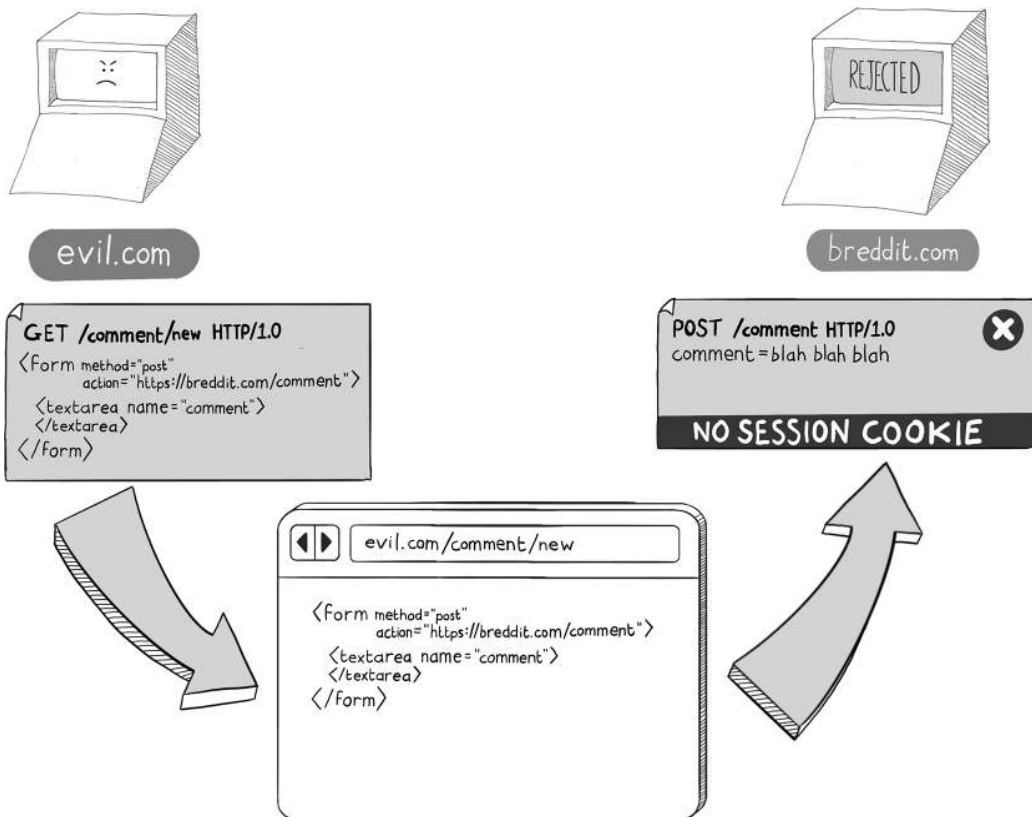 REJECTED
evil.com
breddit.com
GET /comment/new HTTP/1.0
<form method="post"
action="https://breddit.com/comment">
<textarea name="comment">
</textarea>
</form>
POST /comment HTTP/1.0
comment=blah blah blah
NO SESSION COOKIE
evil.com/comment/new
<form method="post"
action="https://breddit.com/comment">
<textarea name="comment">
</textarea>
</form>